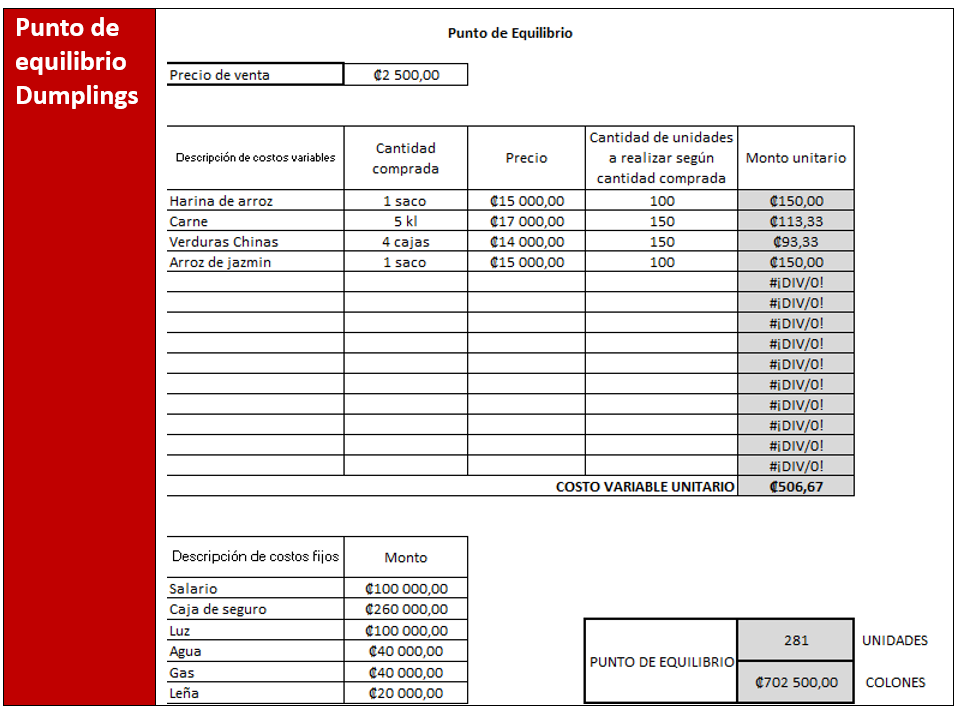 Punto de
equilibrio
Dumplings
Punto de Equilibrio
Precio de venta ₡2 500,00
Descripción de costos variables
Cantidad
comprada
Precio
Cantidad de unidades
a realizar según
cantidad comprada
Monto unitario
Harina de arroz 1 saco ₡15 000,00 100 ₡150,00
Carne 5 kl ₡17 000,00 150 ₡113,33
Verduras Chinas 4 cajas ₡14 000,00 150 ₡93,33
Arroz de jazmin 1 saco ₡15 000,00 100 ₡150,00
#¡DIV/0!
#¡DIV/0!
#¡DIV/0!
#¡DIV/0!
#¡DIV/0!
#¡DIV/0!
#¡DIV/0!
#¡DIV/0!
#¡DIV/0!
#¡DIV/0!
COSTO VARIABLE UNITARIO ₡506,67
Descripción de costos fijos Monto
Salario ₡100 000,00
Caja de seguro ₡260 000,00
Luz ₡100 000,00
Agua ₡40 000,00
Gas ₡40 000,00
Leña ₡20 000,00
PUNTO DE EQUILIBRIO
281 UNIDADES
₡702 500,00 COLONES